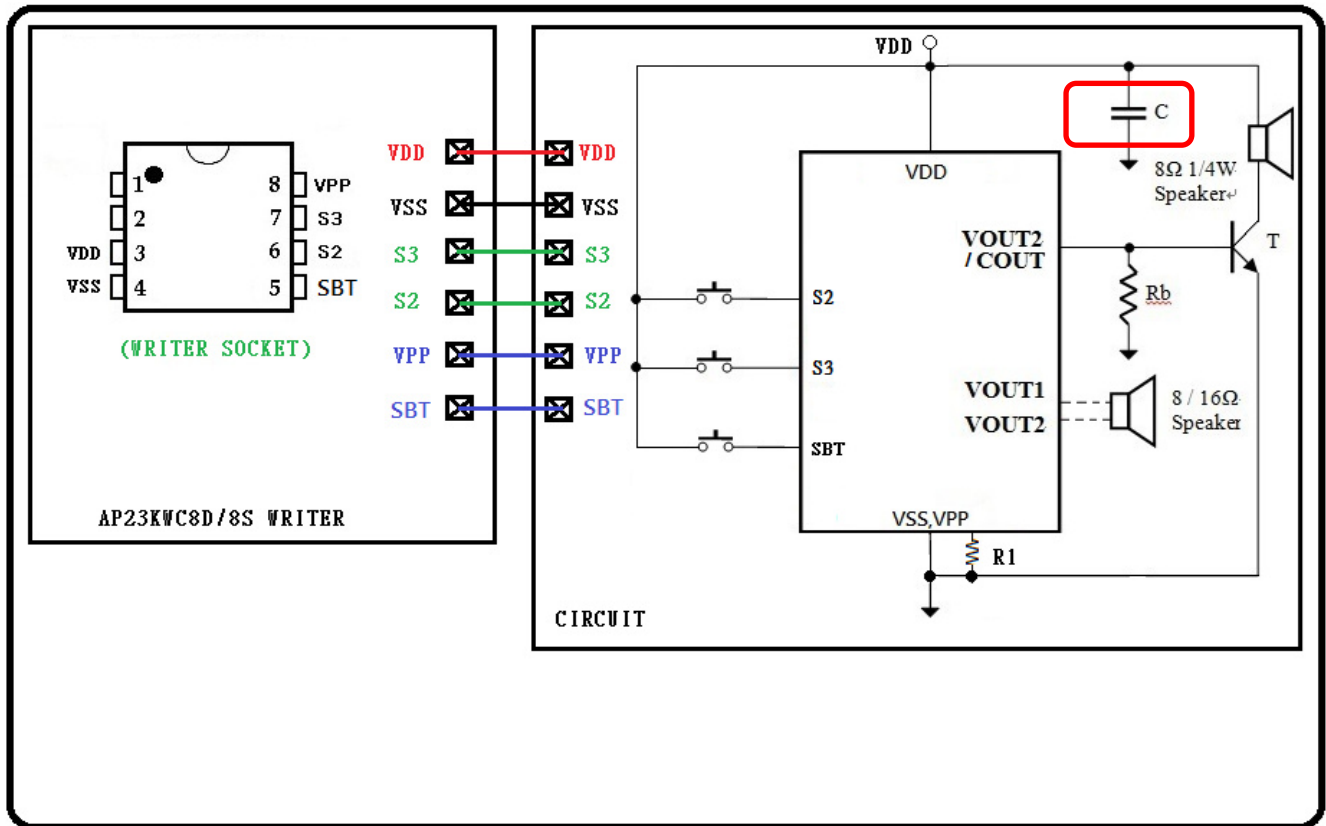 1
2
VDD 3
VSS 4
8 VPP
7 S3
6 S2
5 SBT
(WRITER SOCKET)
AP23KWC8D/8S WRITER
VDD
VSS
S3
S2
VPP
SBT
VDD
VSS
S3
S2
VPP
SBT
VDD
C
8Ω 1/4W
Speaker↵
T
VDD
VOUT2
/ COUT
Rb
S2
S3
SBT
VOUT1
VOUT2
8 / 16Ω
Speaker
VSS,VPP
R1
CIRCUIT